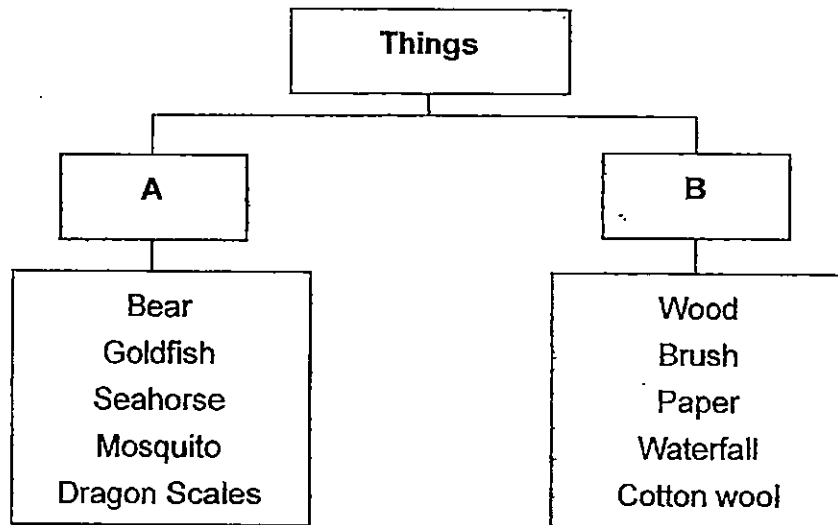 Things
A
B
Bear
Goldfish
Seahorse
Mosquito
Dragon Scales
Wood
Brush
Paper
Waterfall
Cotton wool